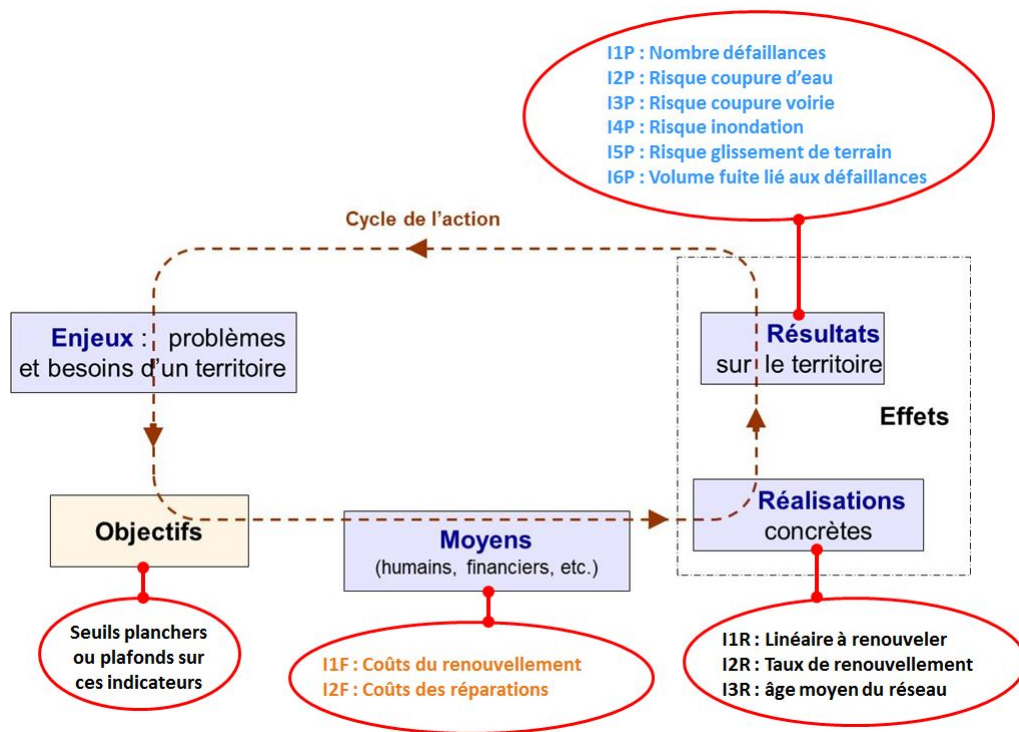 I1P : Nombre défaillances
I2P : Risque coupure d'eau
I3P : Risque coupure voirie
I4P : Risque inondation
I5P : Risque glissement de terrain
I6P : Volume fuite lié aux défaillances
Cycle de l'action
Enjeux : problèmes
et besoins d'un territoire
Résultats
sur le territoire
Effets
Objectifs
Moyens
(humains, financiers, etc.)
Réalisations
concrètes
Seuils planchers
ou plafonds sur
ces indicateurs
I1F : Coûts du renouvellement
I2F : Coûts des réparations
I1R : Linéaire à renouveler
I2R : Taux de renouvellement
I3R : âge moyen du réseau